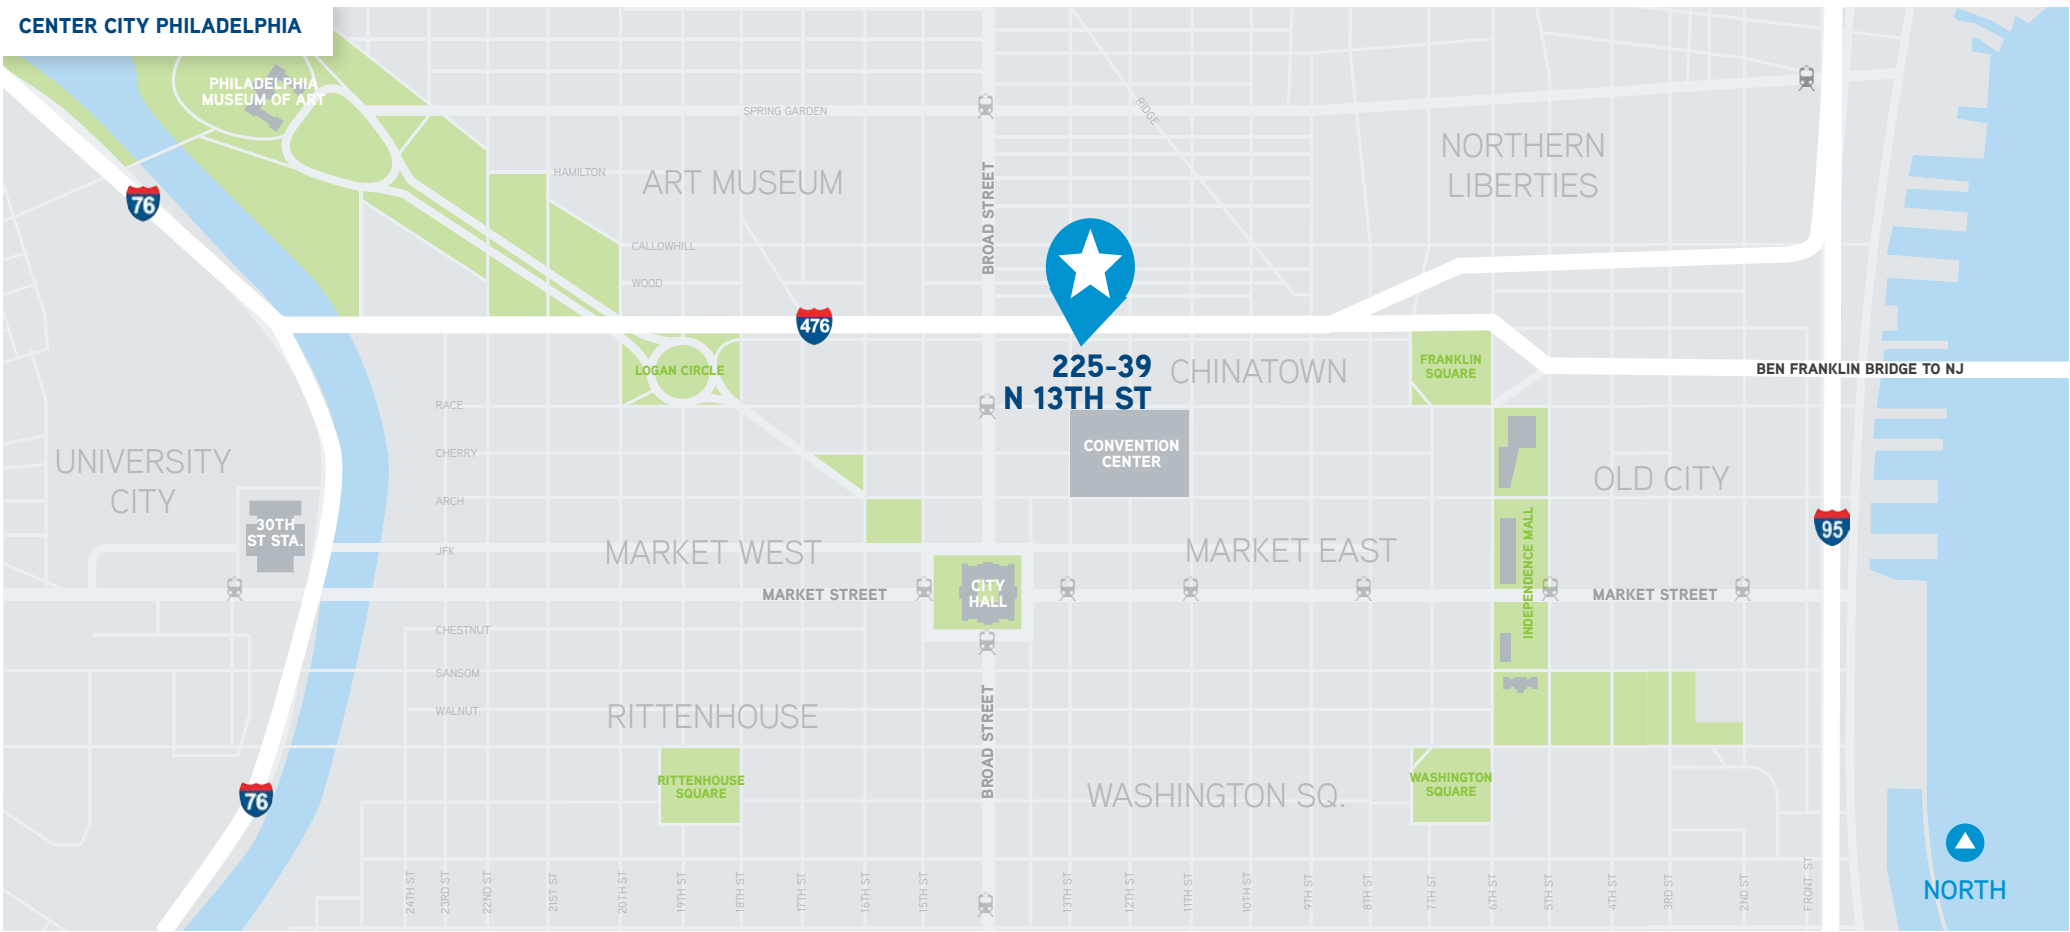 CENTER CITY PHILADELPHIA
PHILADELPHIA
MUSEUM OF ART
SPRING GARDEN
RIDGE
NORTHERN
LIBERTIES
HAMILTON
ART MUSEUM
BROAD STREET
76
CALLOWHILL
WOOD
476
225-39
N 13TH ST
CHINATOWN
FRANKLIN
SQUARE
BEN FRANKLIN BRIDGE TO NJ
LOGAN CIRCLE
RACE
CONVENTION
CENTER
CHERRY
UNIVERSITY
CITY
OLD CITY
ARCH
30TH
ST STA.
95
JFK
MARKET WEST
MARKET EAST
INDEPENDENCE MALL
CITY
HALL
MARKET STREET
MARKET STREET
CHESTNUT
SANSOM
WALNUT
RITTENHOUSE
BROAD STREET
RITTENHOUSE
SQUARE
WASHINGTON SQ.
WASHINGTON
SQUARE
76
NORTH
24TH ST
23RD ST
22ND ST
21ST ST
20TH ST
19TH ST
18TH ST
17TH ST
16TH ST
15TH ST
13TH ST
12TH ST
11TH ST
10TH ST
9TH ST
8TH ST
7TH ST
6TH ST
5TH ST
4TH ST
3RD ST
2ND ST
FRONT ST